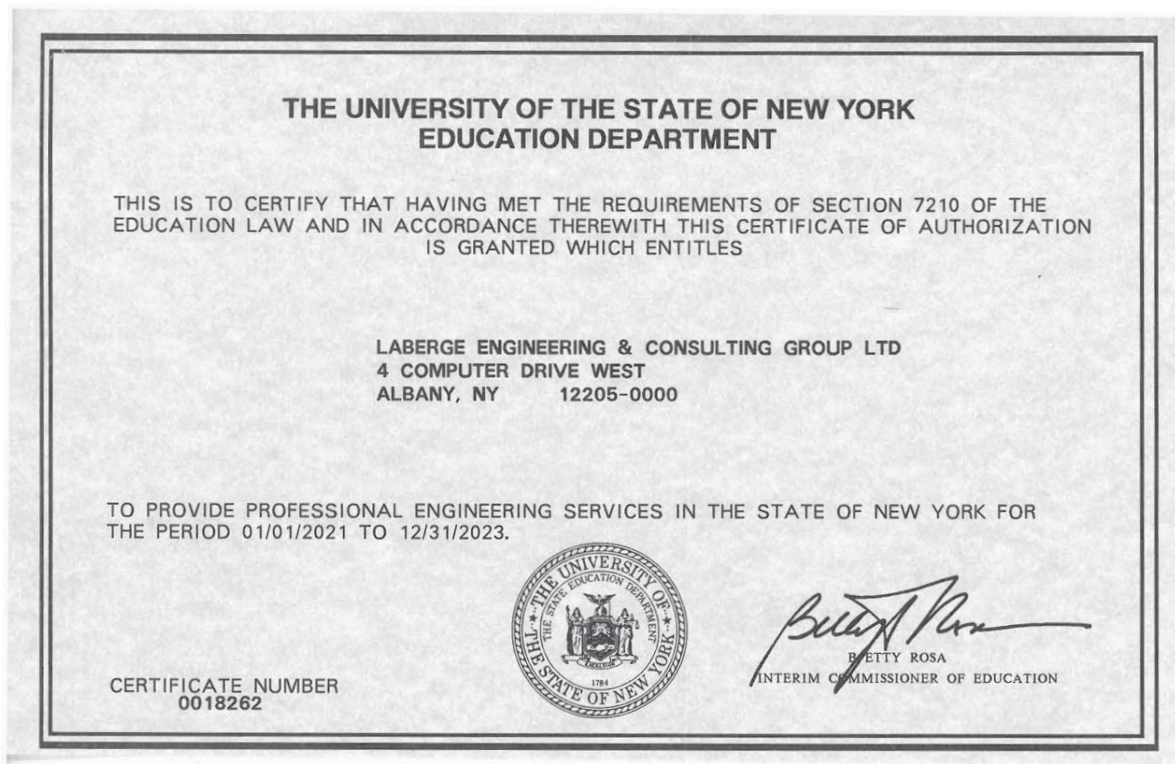 THE UNIVERSITY OF THE STATE OF NEW YORK
EDUCATION DEPARTMENT
THIS IS TO CERTIFY THAT HAVING MET THE REQUIREMENTS OF SECTION 7210 OF THE
EDUCATION LAW AND IN ACCORDANCE THEREWITH THIS CERTIFICATE OF AUTHORIZATION
IS GRANTED WHICH ENTITLES
LABERGE ENGINEERING & CONSULTING GROUP LTD
4 COMPUTER DRIVE WEST
ALBANY, NY 12205-0000
TO PROVIDE PROFESSIONAL ENGINEERING SERVICES IN THE STATE OF NEW YORK FOR
THE PERIOD 01/01/2021 TO 12/31/2023.
THE UNIVERSITY OF THE STATE OF NEW YORK
THE STATE EDUCATION DEPARTMENT
EXCELSIOR
1784
Betty A Rosa
BETTY ROSA
INTERIM COMMISSIONER OF EDUCATION
CERTIFICATE NUMBER
0018262